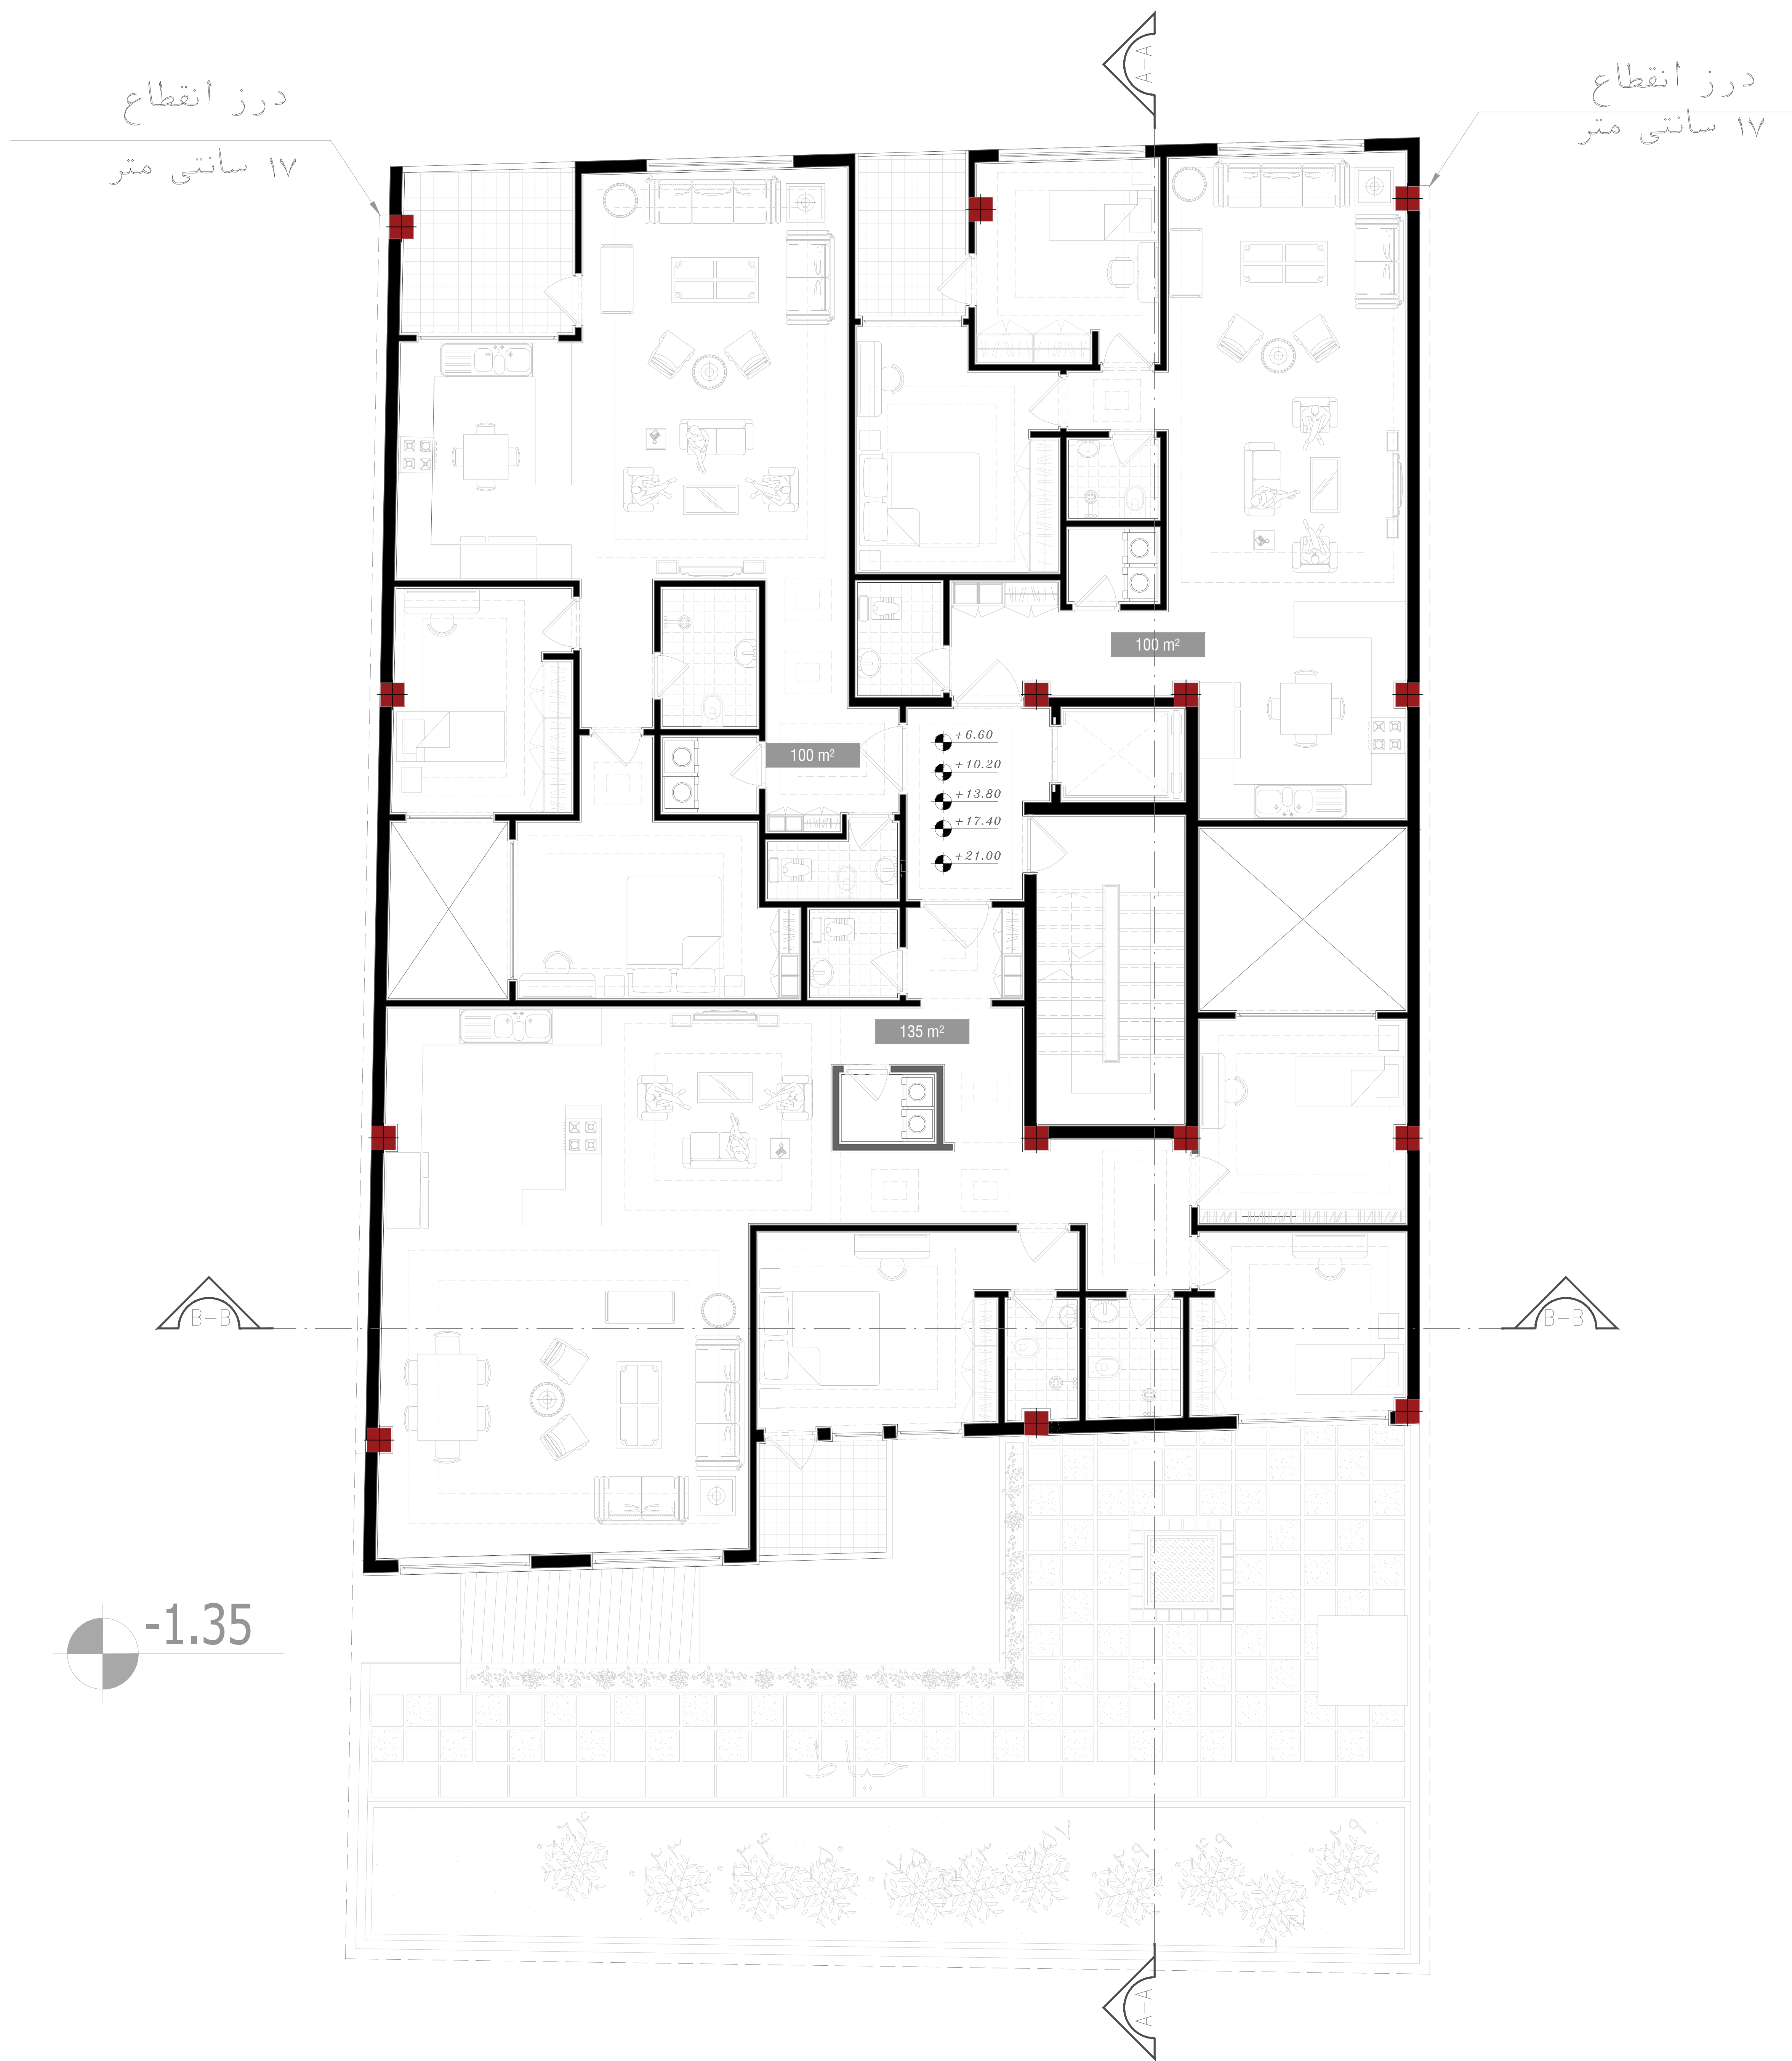 A-A
درز انقطاع
۱۷ سانتی متر
درز انقطاع
۱۷ سانتی متر
100 m²
100 m²
+6.60
+10.20
+13.80
+17.40
+21.00
135 m²
B-B
B-B
-1.35
A-A